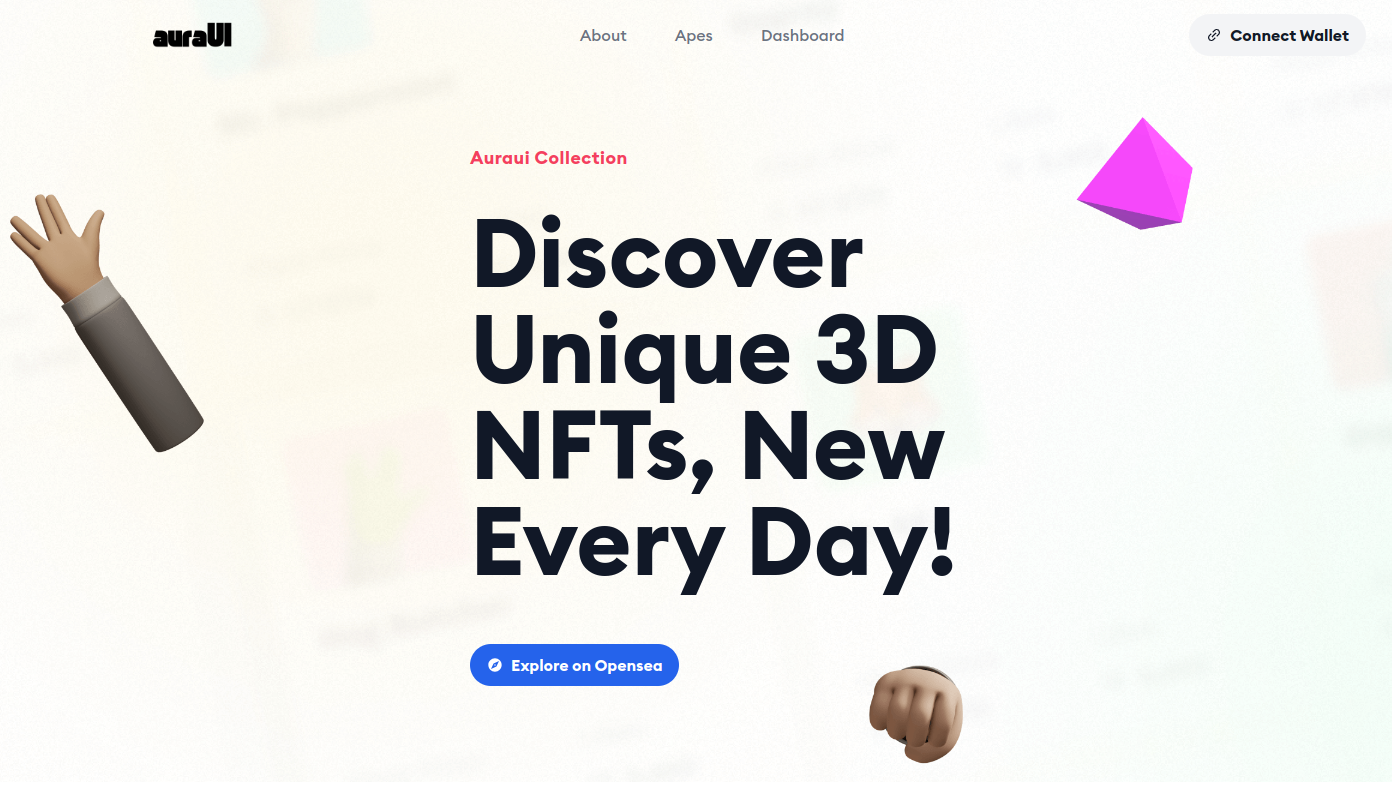 auraUI
About
Apes
Dashboard
Connect Wallet
Auraui Collection
Discover
Unique 3D
NFTs, New
Every Day!
Explore on Opensea